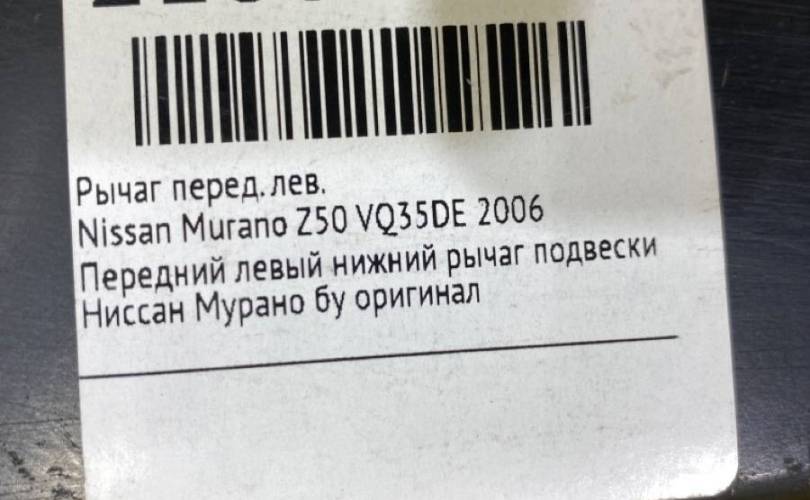 Рычаг перед. лев.
Nissan Murano Z50 VQ35DE 2006
Передний левый нижний рычаг подвески
Ниссан Мурано бу оригинал